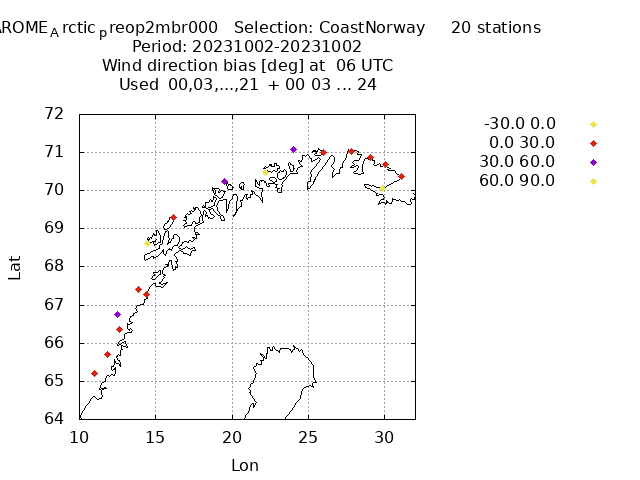 AROME_Arctic_preop2mbr000 Selection: CoastNorway 20 stations
Period: 20231002-20231002
Wind direction bias [deg] at 06 UTC
Used 00,03,...,21 + 00 03 ... 24
-30.0 0.0
0.0 30.0
30.0 60.0
60.0 90.0
72
71
70
69
68
67
66
65
64
Lat
10 15 20 25 30
Lon